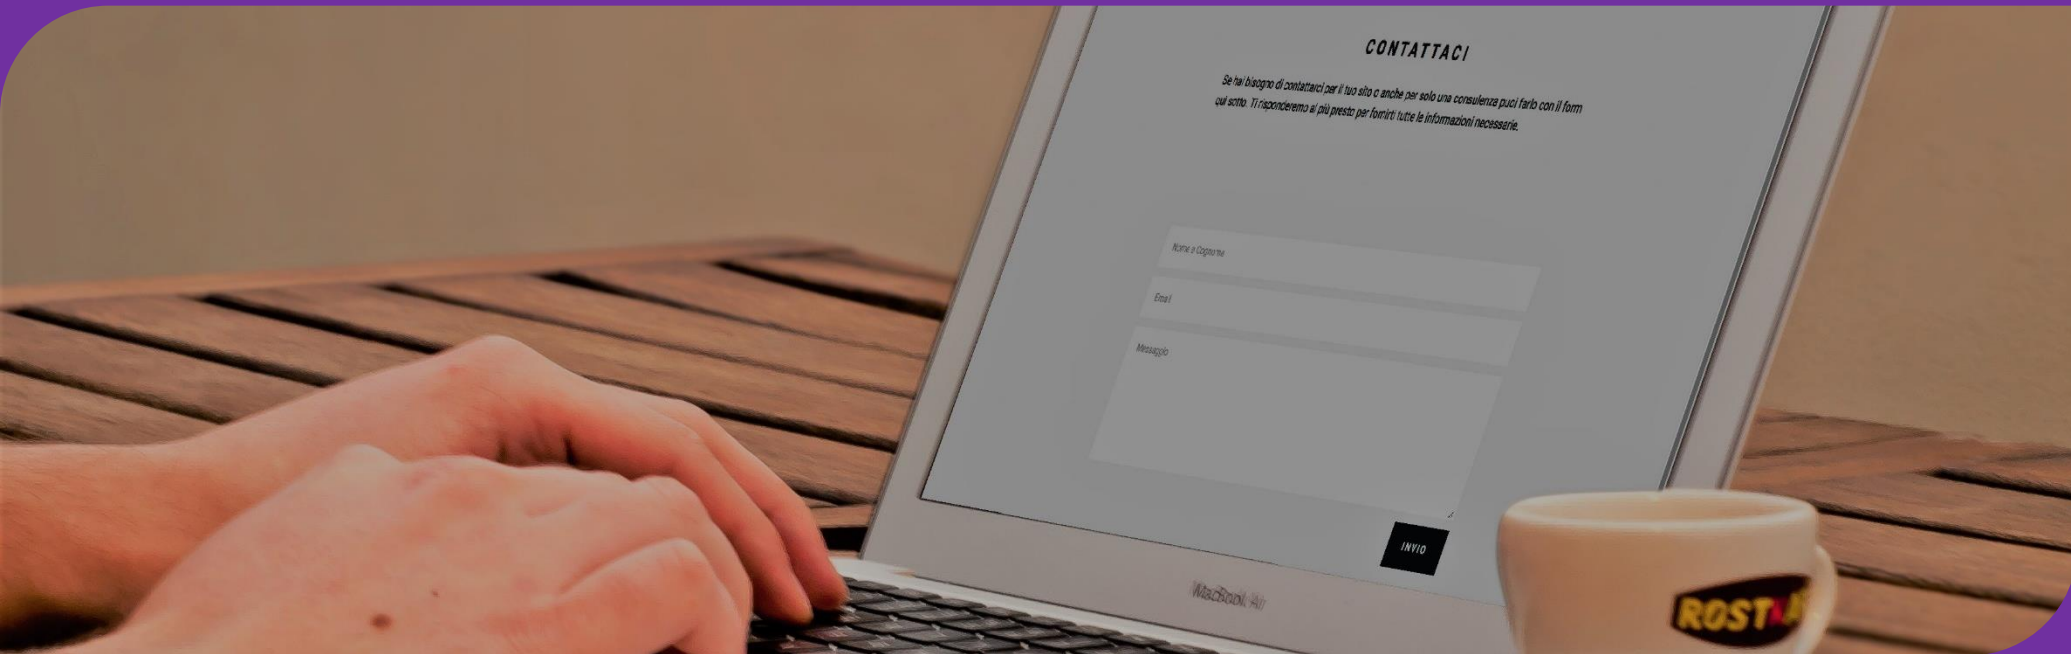 CONTATTACI
Se hai bisogno di contattarci per il tuo sito o anche per solo una consulenza puoi farlo con il form
qui sotto. Ti risponderemo al più presto per fornirti tutte le informazioni necessarie.
Nome e Cognome
Email
Messaggio
INVIO
MacBook Air